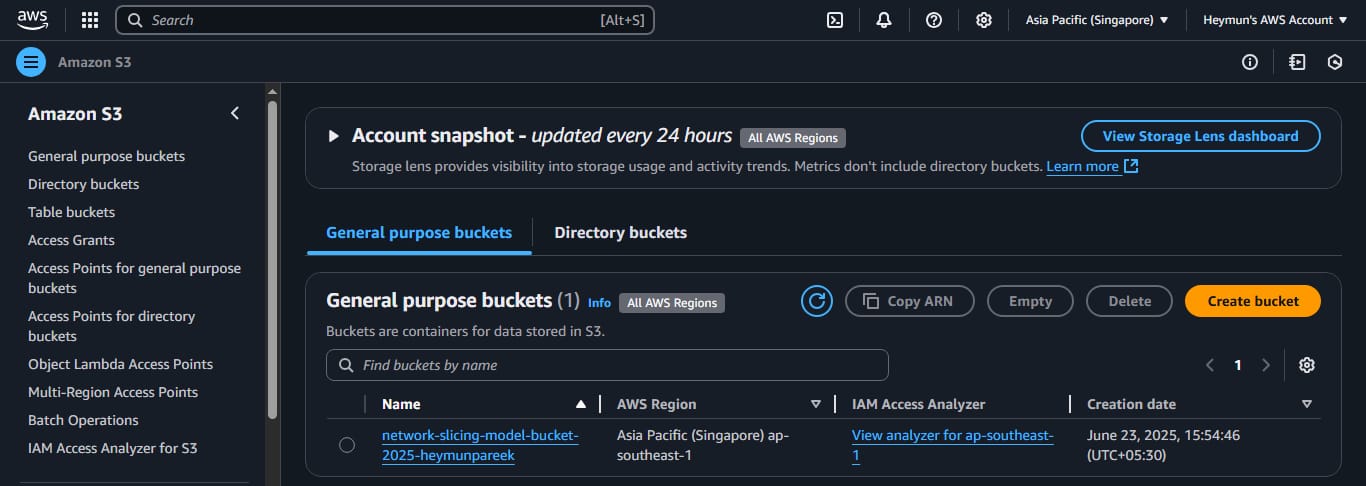 aws
Search [Alt+S]
Asia Pacific (Singapore)
Heymun's AWS Account
Amazon S3
Amazon S3
General purpose buckets
Directory buckets
Table buckets
Access Grants
Access Points for general purpose
buckets
Access Points for directory
buckets
Object Lambda Access Points
Multi-Region Access Points
Batch Operations
IAM Access Analyzer for S3
Account snapshot - updated every 24 hours All AWS Regions
View Storage Lens dashboard
Storage lens provides visibility into storage usage and activity trends. Metrics don't include directory buckets. Learn more
General purpose buckets
Directory buckets
General purpose buckets (1) Info All AWS Regions
Copy ARN
Empty
Delete
Create bucket
Buckets are containers for data stored in S3.
Find buckets by name
1
Name
AWS Region
IAM Access Analyzer
Creation date
network-slicing-model-bucket-
2025-heymunpareek
Asia Pacific (Singapore) ap-
southeast-1
View analyzer for ap-southeast-
1
June 23, 2025, 15:54:46
(UTC+05:30)